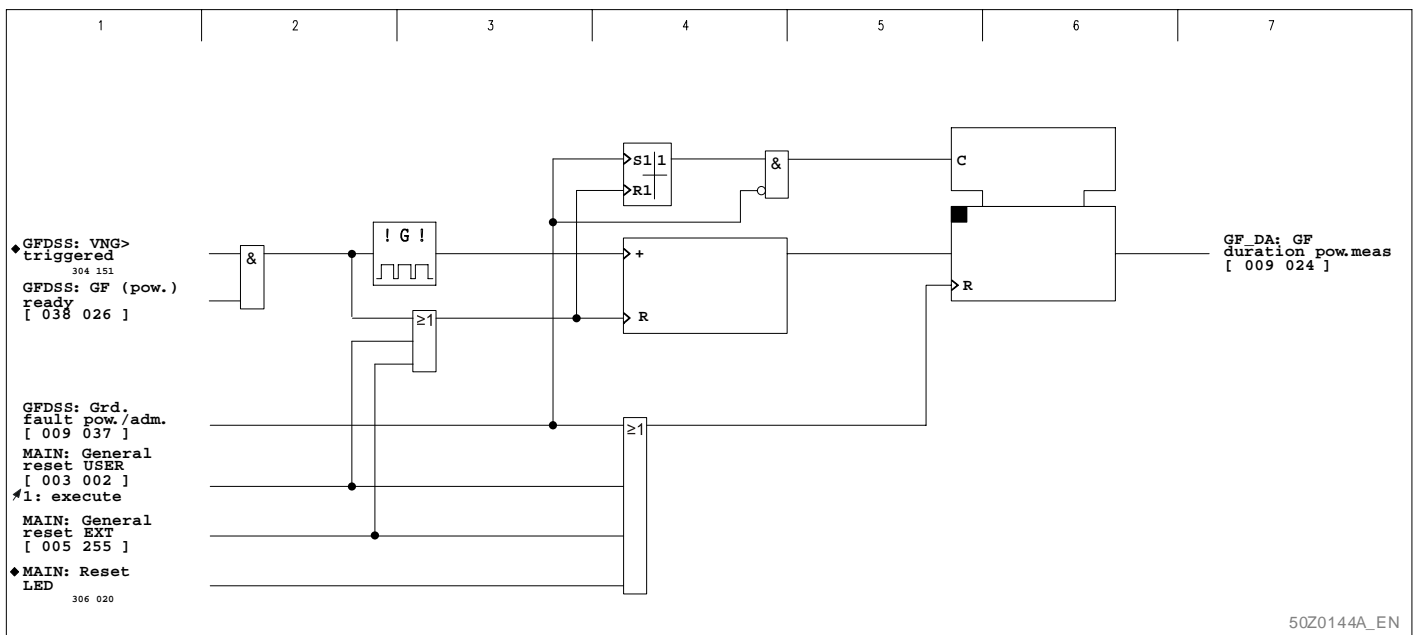 1 2 3 4 5 6 7
S1 1
R1
&
C
GFDSS: VNG>
triggered
304 151
GFDSS: GF (pow.)
ready
[ 038 026 ]
&
! G !
+
R
R
GF_DA: GF
duration pow.meas
[ 009 024 ]
≥1
GFDSS: Grd.
fault pow./adm.
[ 009 037 ]
≥1
MAIN: General
reset USER
[ 003 002 ]
1: execute
MAIN: General
reset EXT
[ 005 255 ]
MAIN: Reset
LED
306 020
50Z0144A_EN